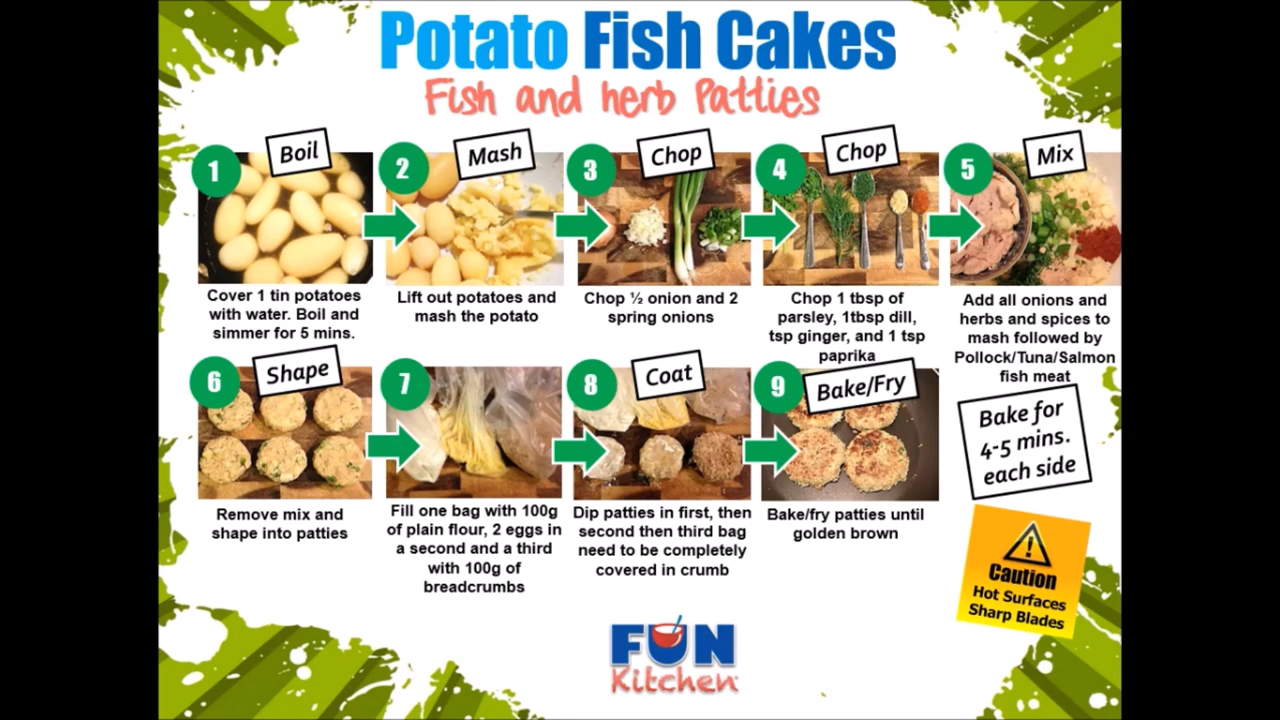 Potato Fish Cakes
Fish and herb Patties
1
Boil
Cover 1 tin potatoes
with water. Boil and
simmer for 5 mins.
2
Mash
Lift out potatoes and
mash the potato
3
Chop
Chop ½ onion and 2
spring onions
4
Chop
Chop 1 tbsp of
parsley, 1tbsp dill,
tsp ginger, and 1 tsp
paprika
5
Mix
Add all onions and
herbs and spices to
mash followed by
Pollock/Tuna/Salmon
fish meat
6
Shape
Remove mix and
shape into patties
7
Fill one bag with 100g
of plain flour, 2 eggs in
a second and a third
with 100g of
breadcrumbs
8
Coat
Dip patties in first, then
second then third bag
need to be completely
covered in crumb
9
Bake/Fry
Bake/fry patties until
golden brown
Bake for
4-5 mins.
each side
Caution
Hot Surfaces
Sharp Blades
FUN
Kitchen